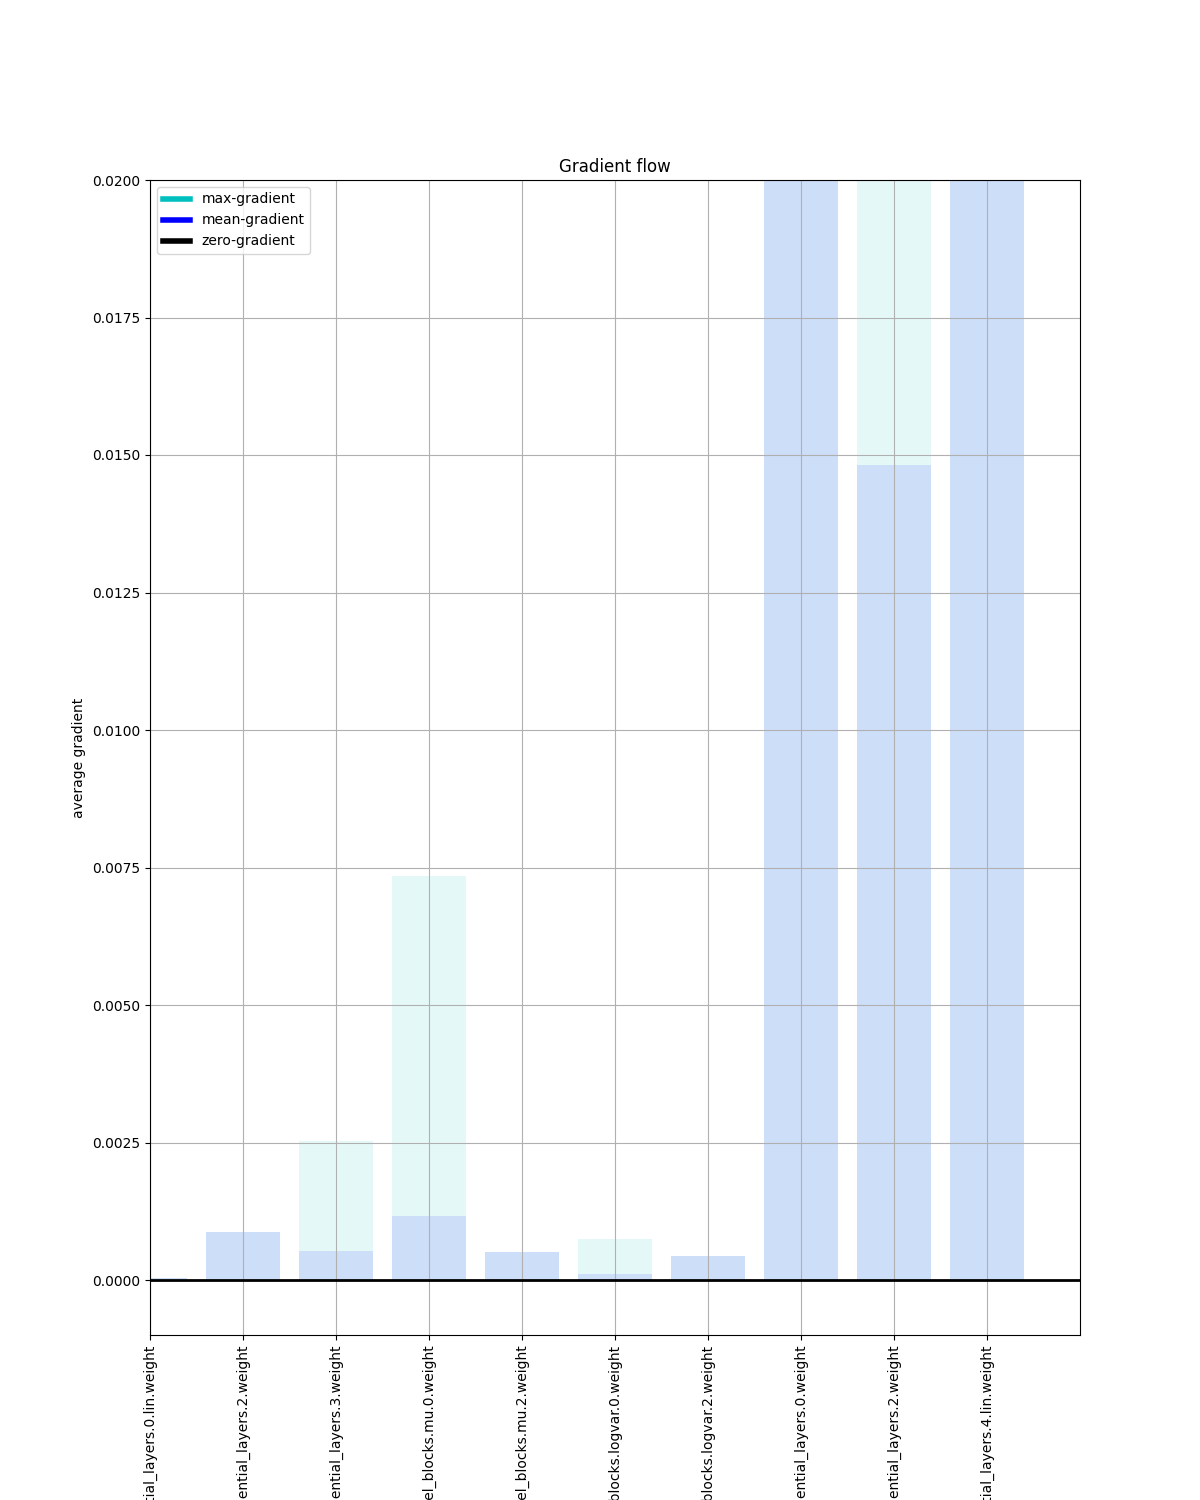 Gradient flow
max-gradient
mean-gradient
zero-gradient
0.0200
0.0175
0.0150
0.0125
0.0100
0.0075
0.0050
0.0025
0.0000
average gradient
tial_layers.0.lin.weight
ential_layers.2.weight
ential_layers.3.weight
el_blocks.mu.0.weight
el_blocks.mu.2.weight
blocks.logvar.0.weight
blocks.logvar.2.weight
ential_layers.0.weight
ential_layers.2.weight
tial_layers.4.lin.weight